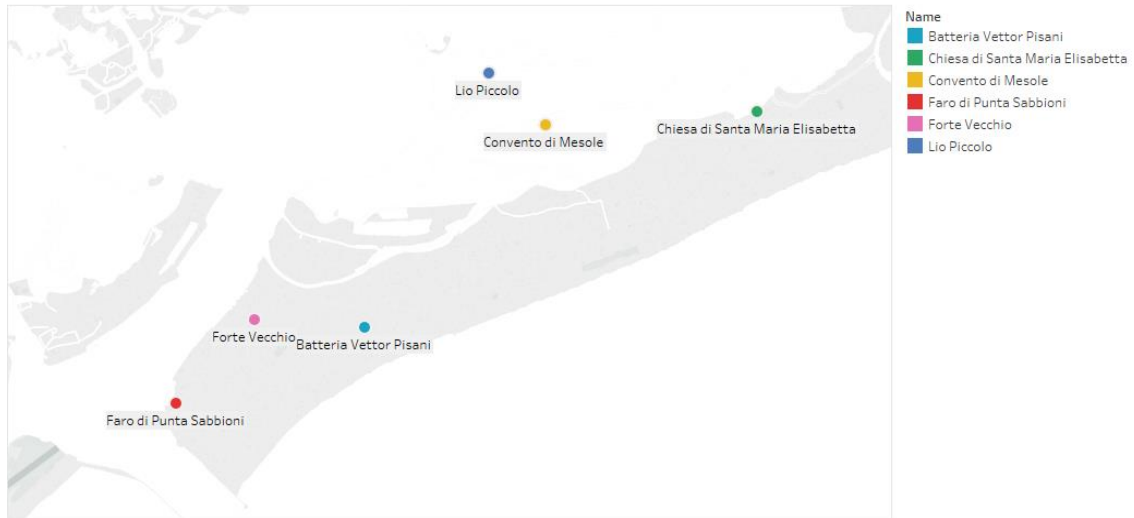 Lio Piccolo
Convento di Mesole
Chiesa di Santa Maria Elisabetta
Forte Vecchio
Batteria Vettor Pisani
Faro di Punta Sabbioni
Name
Batteria Vettor Pisani
Chiesa di Santa Maria Elisabetta
Convento di Mesole
Faro di Punta Sabbioni
Forte Vecchio
Lio Piccolo